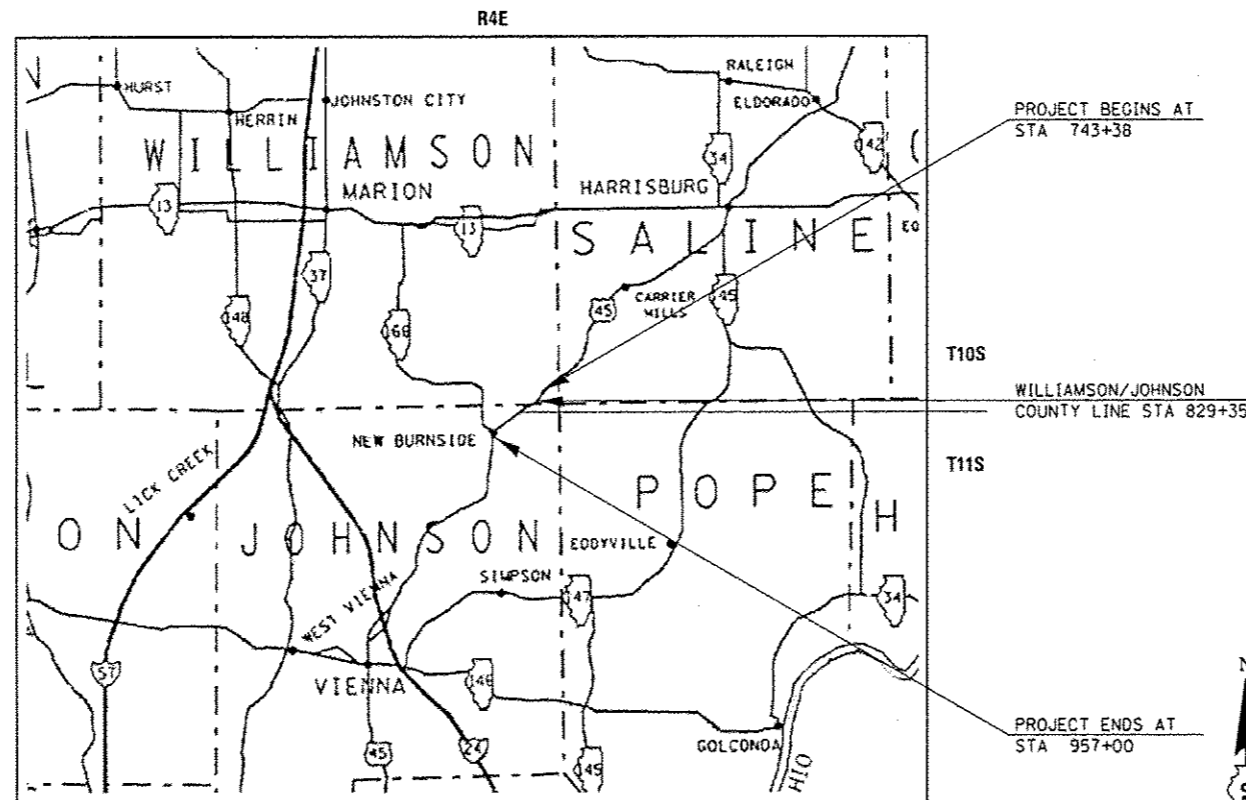 R4E
HURST
HERRIN
JOHNSTON CITY
RALEIGH
ELDORADO
PROJECT BEGINS AT
STA 743+38
WILLIAMSON
34
142
MARION
HARRISBURG
13
13
SALINE
EQ
37
148
166
45
CARRIER
MILLS
145
T10S
WILLIAMSON/JOHNSON
COUNTY LINE STA 829+35
NEW BURNSIDE
T11S
LICK CREEK
POPE
H
ON
JOHNSON
EDDYVILLE
SIMPSON
147
34
WEST VIENNA
57
VIENNA
146
N
45
24
145
GOLCONDA
OHIO
PROJECT ENDS AT
STA 957+00
S